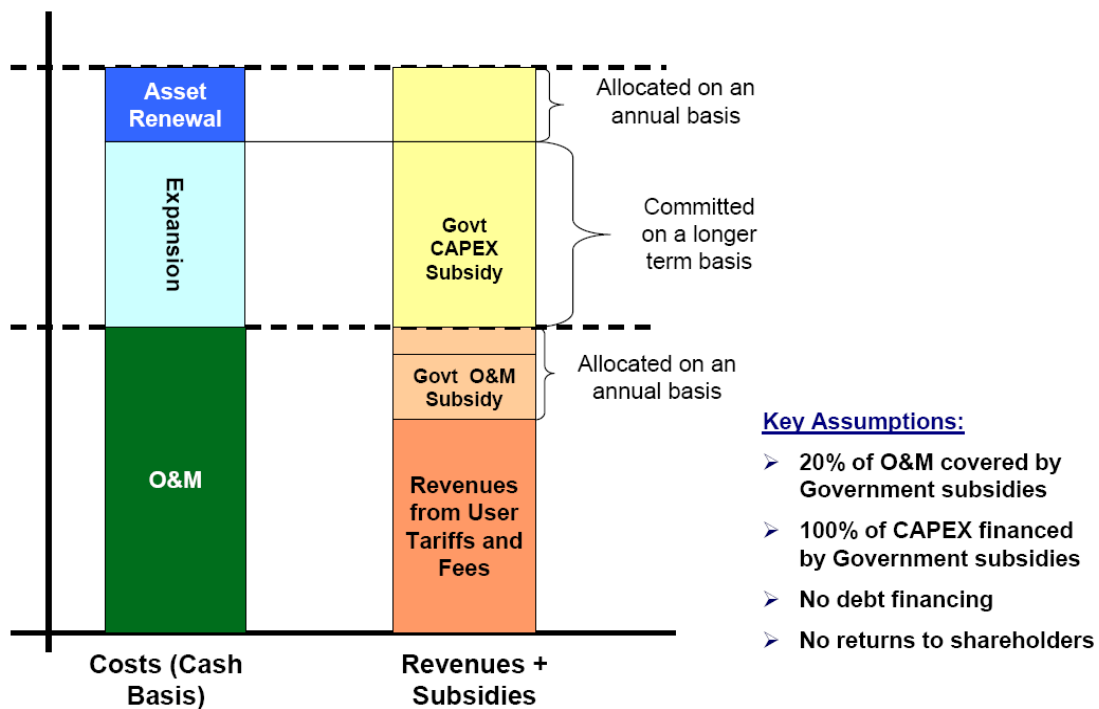 Asset
Renewal
Expansion
O&M
Govt
CAPEX
Subsidy
Govt O&M
Subsidy
Revenues
from User
Tariffs and
Fees
Allocated on an
annual basis
Committed
on a longer
term basis
Allocated on an
annual basis
Key Assumptions:
➢ 20% of O&M covered by
Government subsidies
➢ 100% of CAPEX financed
by Government subsidies
➢ No debt financing
➢ No returns to shareholders
Costs (Cash
Basis)
Revenues +
Subsidies